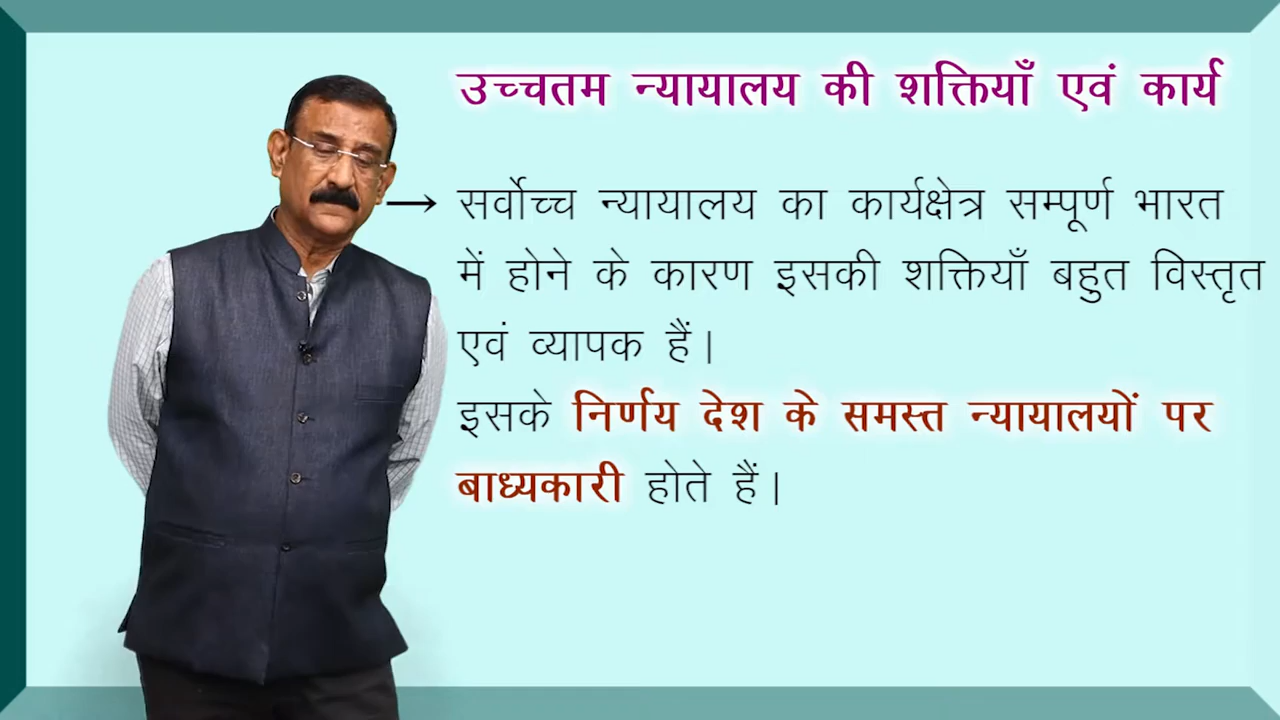 उच्चतम न्यायालय की शक्तियाँ एवं कार्य
→ सर्वोच्च न्यायालय का कार्यक्षेत्र सम्पूर्ण भारत
में होने के कारण इसकी शक्तियाँ बहुत विस्तृत
एवं व्यापक हैं।
इसके निर्णय देश के समस्त न्यायालयों पर
बाध्यकारी होते हैं।